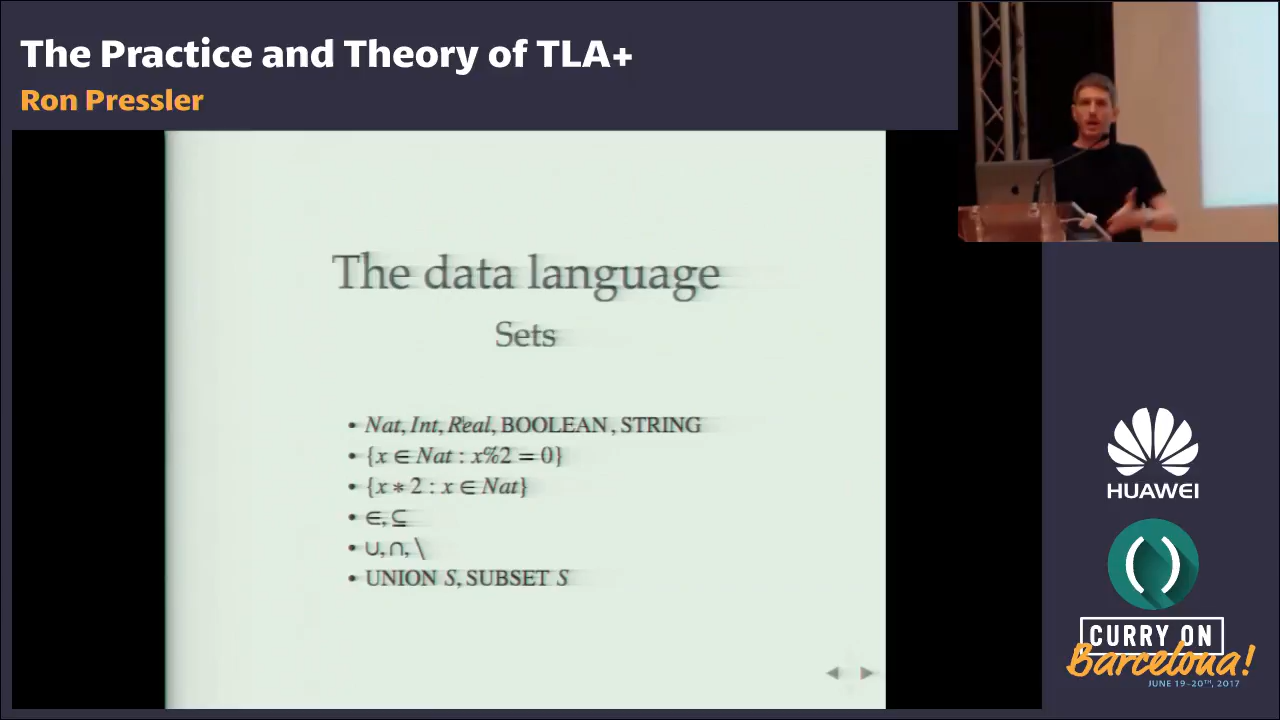 The Practice and Theory of TLA+
Ron Pressler
The data language
Sets
• Nat, Int, Real, BOOLEAN, STRING
• {x ∈ Nat : x%2 = 0}
• {x * 2 : x ∈ Nat}
• ∈, ⊆
• ∪, ∩, \
• UNION S, SUBSET S
HUAWEI
( )
CURRY ON
Barcelona!
JUNE 19-20TH, 2017